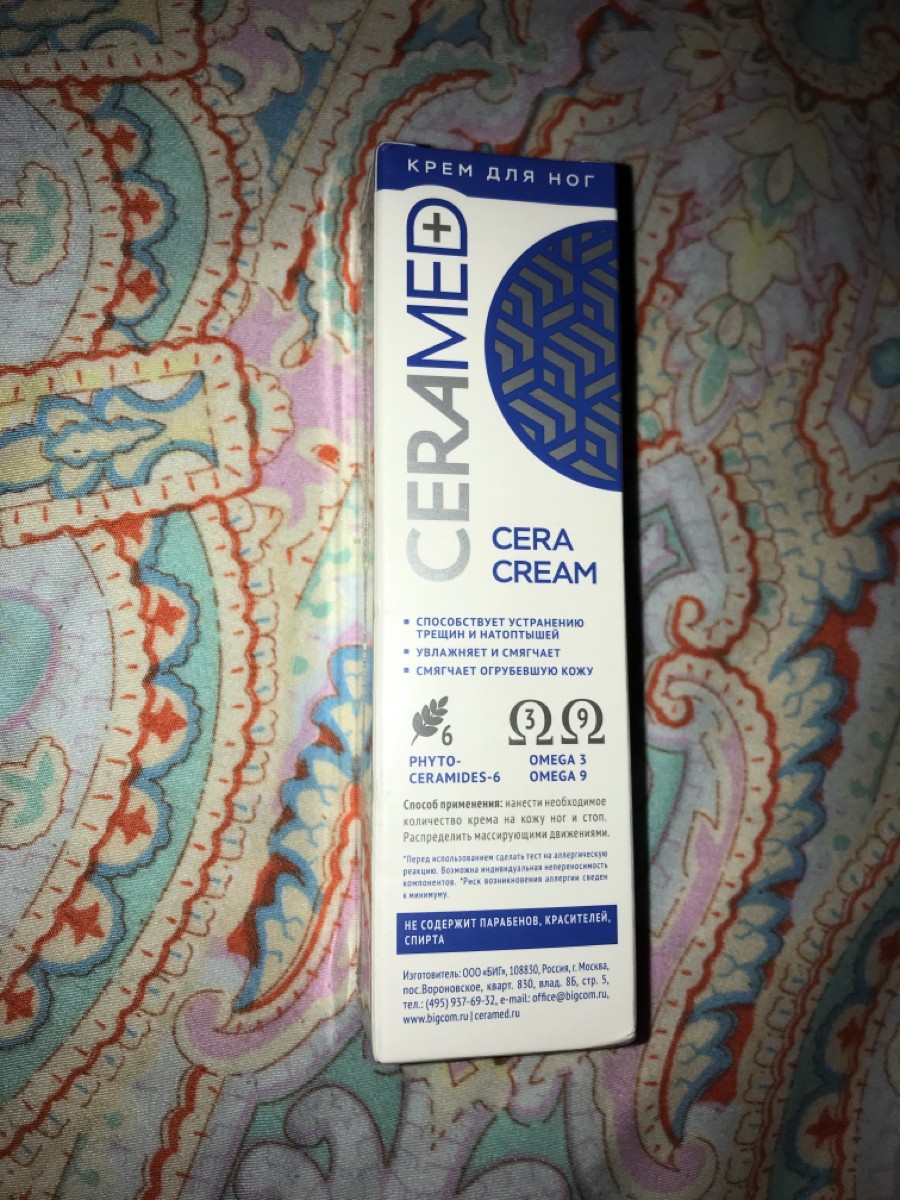 КРЕМ ДЛЯ НОГ
CERAMED+
CERA
CREAM
▪ СПОСОБСТВУЕТ УСТРАНЕНИЮ
ТРЕЩИН И НАТОПТЫШЕЙ
▪ УВЛАЖНЯЕТ И СМЯГЧАЕТ
▪ СМЯГЧАЕТ ОГРУБЕВШУЮ КОЖУ
6
Ω3 Ω9
PHYTO-
CERAMIDES-6
OMEGA 3
OMEGA 9
Способ применения: нанести необходимое
количество крема на кожу ног и стоп.
Распределить массирующими движениями.
*Перед использованием сделать тест на аллергическую
реакцию. Возможна индивидуальная непереносимость
компонентов. *Риск возникновения аллергии сведен
к минимуму.
НЕ СОДЕРЖИТ ПАРАБЕНОВ, КРАСИТЕЛЕЙ,
СПИРТА
Изготовитель: ООО «БИГ», 108830, Россия, г. Москва,
пос.Вороновское, кварт. 830, влад. 8Б, стр. 5,
тел.: (495) 937-69-32, e-mail: office@bigcom.ru,
www.bigcom.ru | ceramed.ru